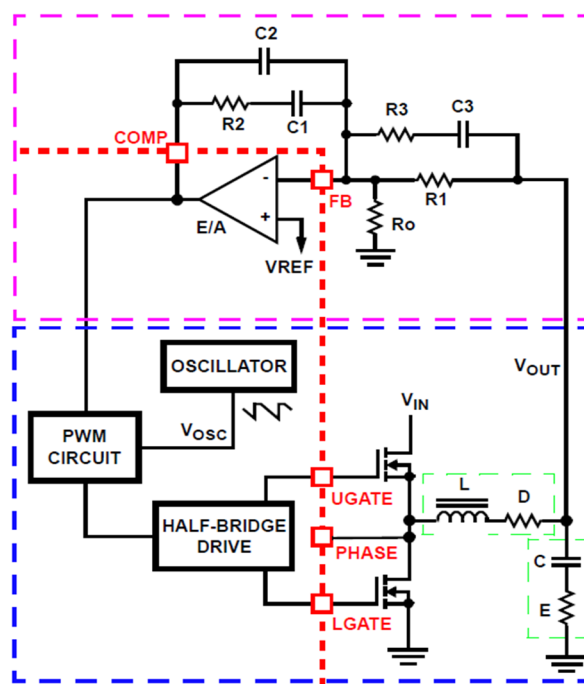 C2
R2
C1
R3
C3
COMP
FB
R1
E/A
Ro
VREF
OSCILLATOR
VOUT
VIN
PWM
CIRCUIT
VOSC
UGATE
L
D
HALF-BRIDGE
DRIVE
PHASE
C
LGATE
E